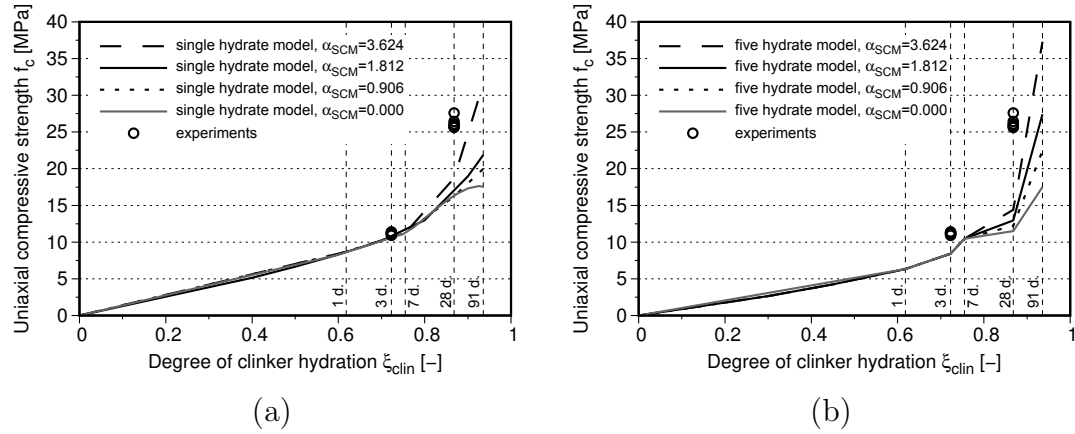 Uniaxial compressive strength f_c [MPa]
40
35
30
25
20
15
10
5
0
single hydrate model, α_SCM=3.624
single hydrate model, α_SCM=1.812
single hydrate model, α_SCM=0.906
single hydrate model, α_SCM=0.000
experiments
1 d.
3 d.
7 d.
28 d.
91 d.
0 0.2 0.4 0.6 0.8 1
Degree of clinker hydration ξ_clin [–]
(a)
Uniaxial compressive strength f_c [MPa]
40
35
30
25
20
15
10
5
0
five hydrate model, α_SCM=3.624
five hydrate model, α_SCM=1.812
five hydrate model, α_SCM=0.906
five hydrate model, α_SCM=0.000
experiments
1 d.
3 d.
7 d.
28 d.
91 d.
0 0.2 0.4 0.6 0.8 1
Degree of clinker hydration ξ_clin [–]
(b)